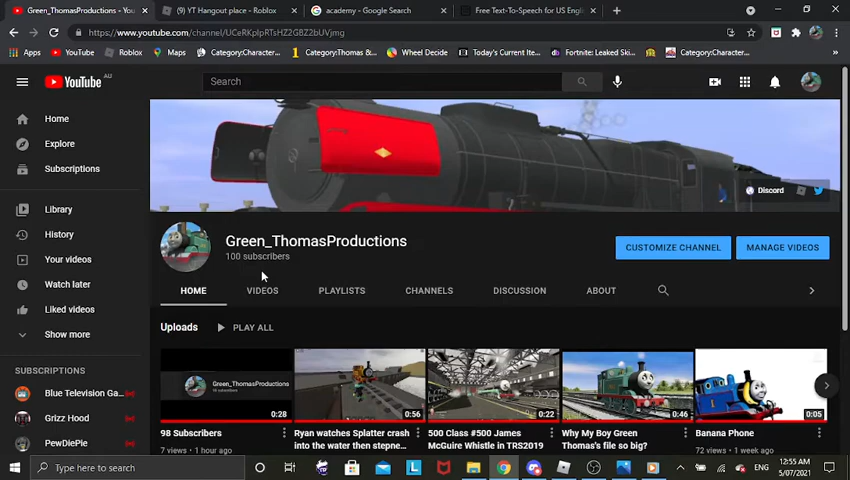 Green_ThomasProductions - You
(9) YT Hangout place - Roblox
academy - Google Search
Free Text-To-Speech for US Engli
https://www.youtube.com/channel/
Apps
YouTube
Roblox
Maps
Category:Character...
Category:Thomas &...
Wheel Decide
Today's Current Ite...
Fortnite: Leaked Ski...
Category:Character...
YouTube AU
Search
Home
Explore
Subscriptions
Library
History
Your videos
Watch later
Liked videos
Show more
SUBSCRIPTIONS
Blue Television Ga...
Grizz Hood
PewDiePie
Discord
Green_ThomasProductions
100 subscribers
CUSTOMIZE CHANNEL
MANAGE VIDEOS
HOME
VIDEOS
PLAYLISTS
CHANNELS
DISCUSSION
ABOUT
Uploads
PLAY ALL
Green_ThomasProductions
0:28
0:56
0:22
0:46
0:05
98 Subscribers
7 views • 1 hour ago
Ryan watches Splatter crash
into the water then stepne...
500 Class #500 James
McGuire Whistle in TRS2019
Why My Boy Green
Thomas's file so big?
Banana Phone
72 views • 1 week ago
Type here to search
ENG
12:55 AM
5/07/2021